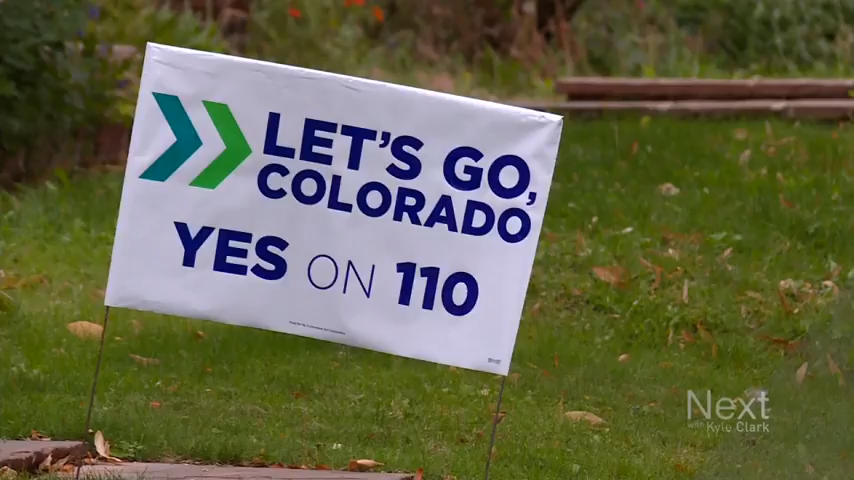 LET'S GO,
COLORADO
YES ON 110
Next
with Kyle Clark